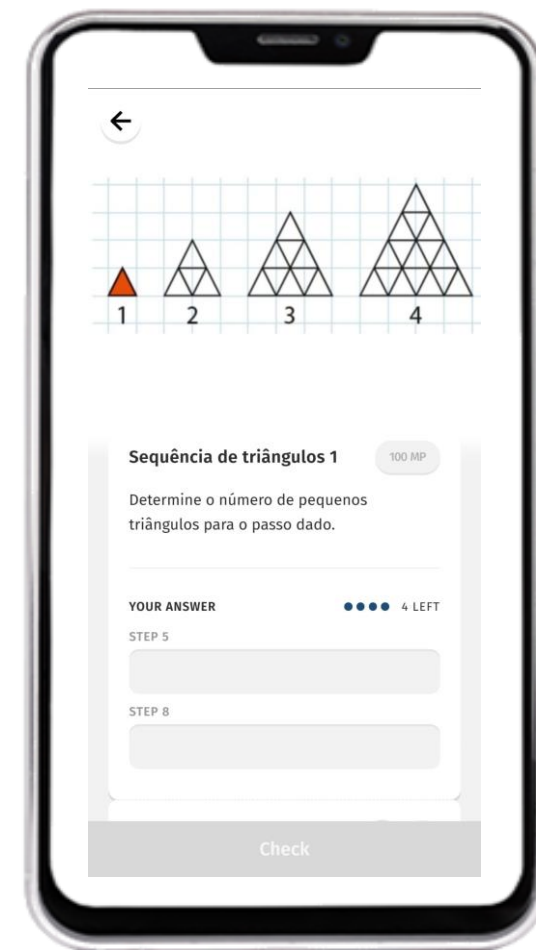 1 2 3 4
Sequência de triângulos 1 100 MP
Determine o número de pequenos
triângulos para o passo dado.
YOUR ANSWER 4 LEFT
STEP 5
STEP 8
Check